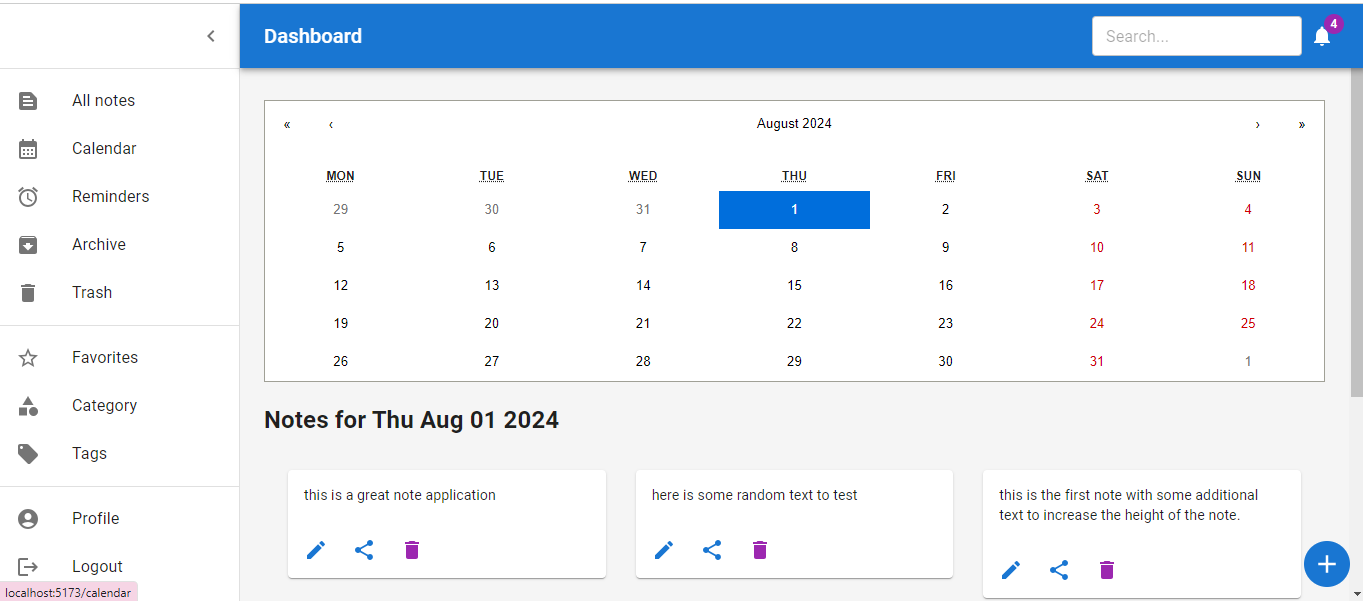 Dashboard
Search...
4
All notes
Calendar
Reminders
Archive
Trash
Favorites
Category
Tags
Profile
Logout
« ‹ August 2024 › »
MON TUE WED THU FRI SAT SUN
29 30 31 1 2 3 4
5 6 7 8 9 10 11
12 13 14 15 16 17 18
19 20 21 22 23 24 25
26 27 28 29 30 31 1
Notes for Thu Aug 01 2024
this is a great note application
here is some random text to test
this is the first note with some additional
text to increase the height of the note.
localhost:5173/calendar